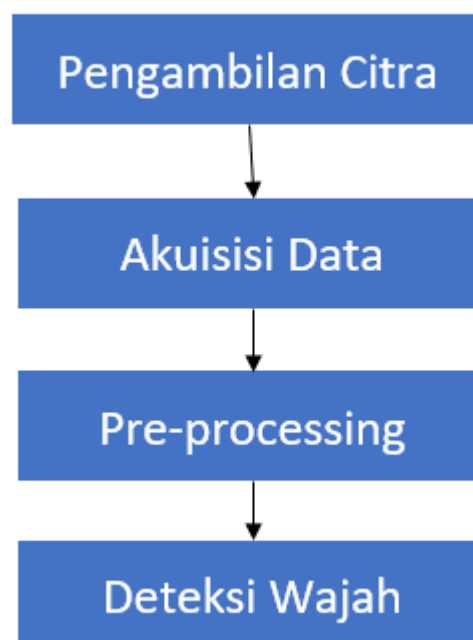 Pengambilan Citra
Akuisisi Data
Pre-processing
Deteksi Wajah